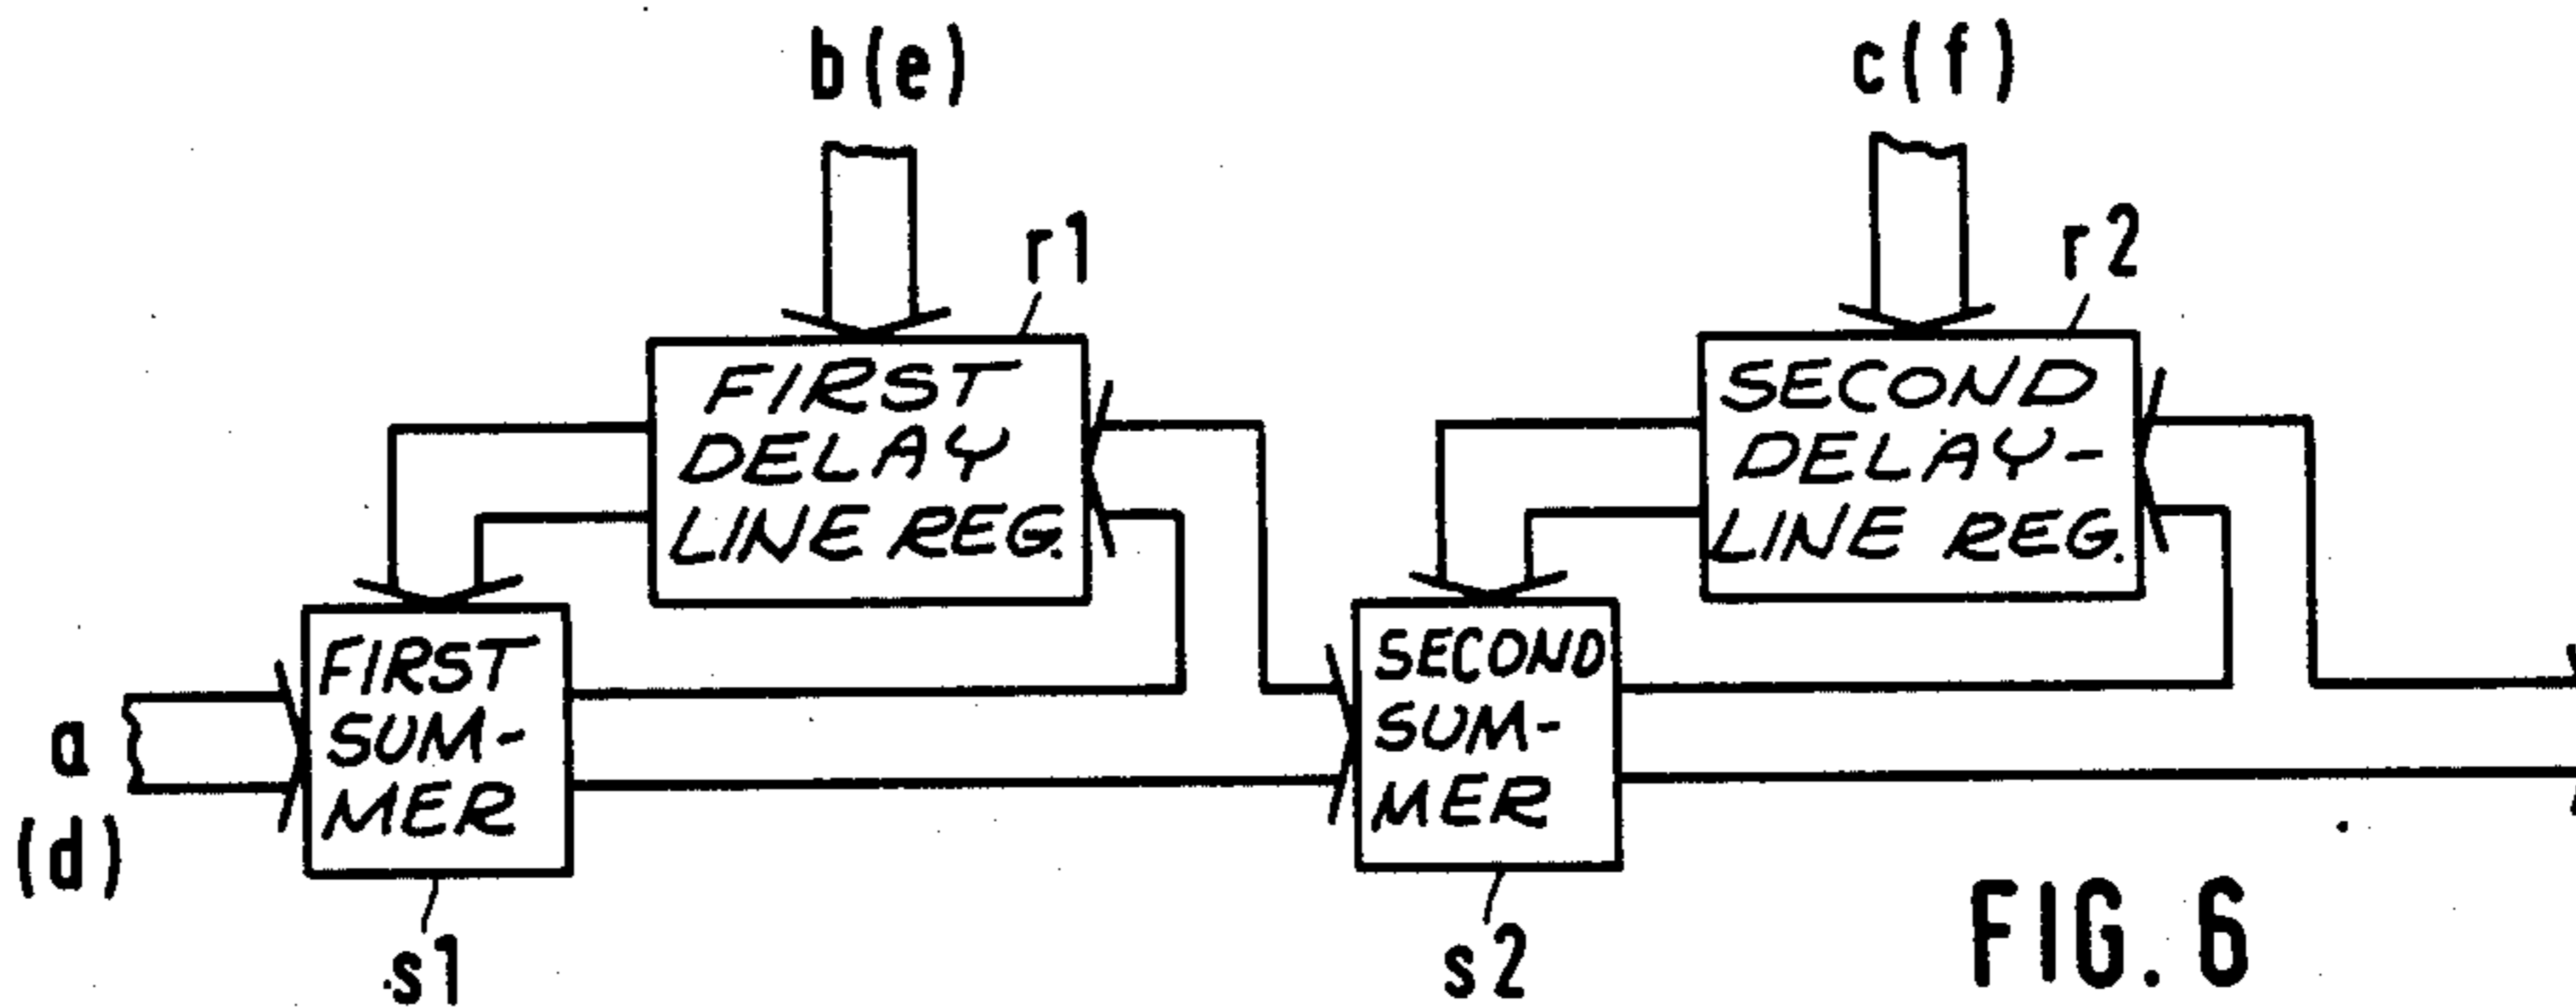 b(e)
c(f)
r1
r2
FIRST
DELAY
LINE REG.
SECOND
DELAY-
LINE REG.
a
(d)
FIRST
SUM-
MER
SECOND
SUM-
MER
s1
s2
FIG. 6